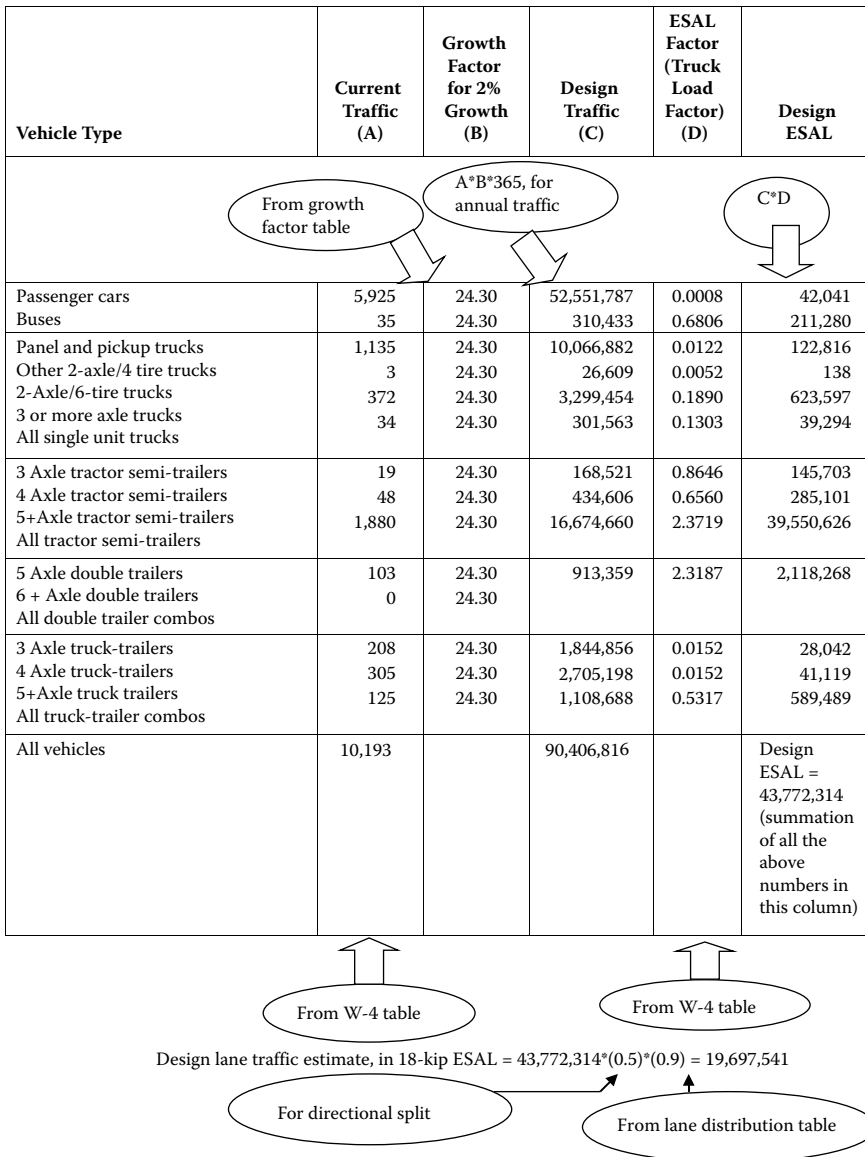 Vehicle Type
Current
Traffic
(A)
Growth
Factor
for 2%
Growth
(B)
Design
Traffic
(C)
ESAL
Factor
(Truck
Load
Factor)
(D)
Design
ESAL
From growth
factor table
A*B*365, for
annual traffic
C*D
Passenger cars 5,925 24.30 52,551,787 0.0008 42,041
Buses 35 24.30 310,433 0.6806 211,280
Panel and pickup trucks 1,135 24.30 10,066,882 0.0122 122,816
Other 2-axle/4 tire trucks 3 24.30 26,609 0.0052 138
2-Axle/6-tire trucks 372 24.30 3,299,454 0.1890 623,597
3 or more axle trucks 34 24.30 301,563 0.1303 39,294
All single unit trucks
3 Axle tractor semi-trailers 19 24.30 168,521 0.8646 145,703
4 Axle tractor semi-trailers 48 24.30 434,606 0.6560 285,101
5+Axle tractor semi-trailers 1,880 24.30 16,674,660 2.3719 39,550,626
All tractor semi-trailers
5 Axle double trailers 103 24.30 913,359 2.3187 2,118,268
6 + Axle double trailers 0 24.30
All double trailer combos
3 Axle truck-trailers 208 24.30 1,844,856 0.0152 28,042
4 Axle truck-trailers 305 24.30 2,705,198 0.0152 41,119
5+Axle truck trailers 125 24.30 1,108,688 0.5317 589,489
All truck-trailer combos
All vehicles 10,193 90,406,816 Design
ESAL =
43,772,314
(summation
of all the
above
numbers in
this column)
From W-4 table
From W-4 table
Design lane traffic estimate, in 18-kip ESAL = 43,772,314*(0.5)*(0.9) = 19,697,541
For directional split
From lane distribution table